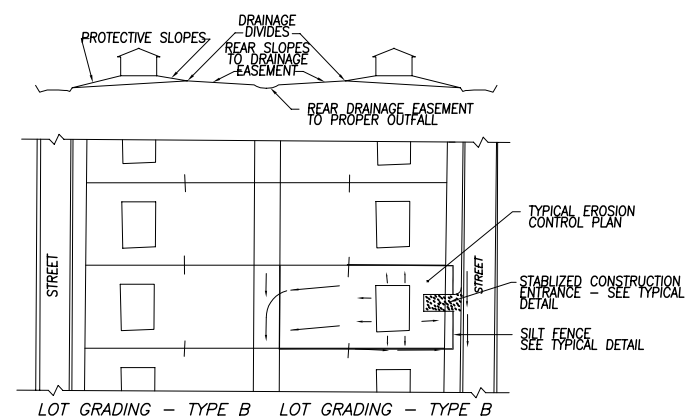 DRAINAGE
DIVIDES
PROTECTIVE SLOPES
REAR SLOPES
TO DRAINAGE
EASEMENT
REAR DRAINAGE EASEMENT
TO PROPER OUTFALL
TYPICAL EROSION
CONTROL PLAN
STREET
STREET
STABLIZED CONSTRUCTION
ENTRANCE - SEE TYPICAL
DETAIL
SILT FENCE
SEE TYPICAL DETAIL
LOT GRADING - TYPE B
LOT GRADING - TYPE B